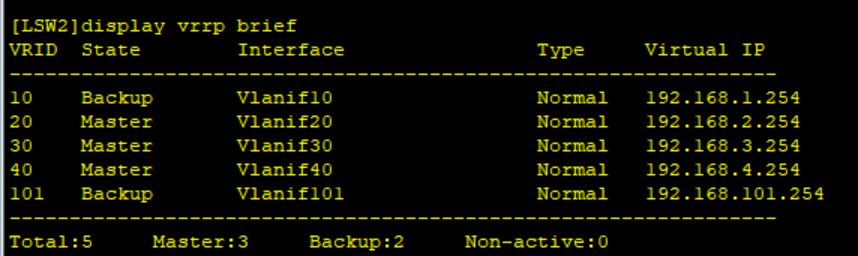 [LSW2]display vrrp brief
VRID  State        Interface                Type     Virtual IP
----------------------------------------------------------------
10    Backup       Vlanif10                 Normal   192.168.1.254
20    Master       Vlanif20                 Normal   192.168.2.254
30    Master       Vlanif30                 Normal   192.168.3.254
40    Master       Vlanif40                 Normal   192.168.4.254
101   Backup       Vlanif101                Normal   192.168.101.254
----------------------------------------------------------------
Total:5     Master:3     Backup:2     Non-active:0